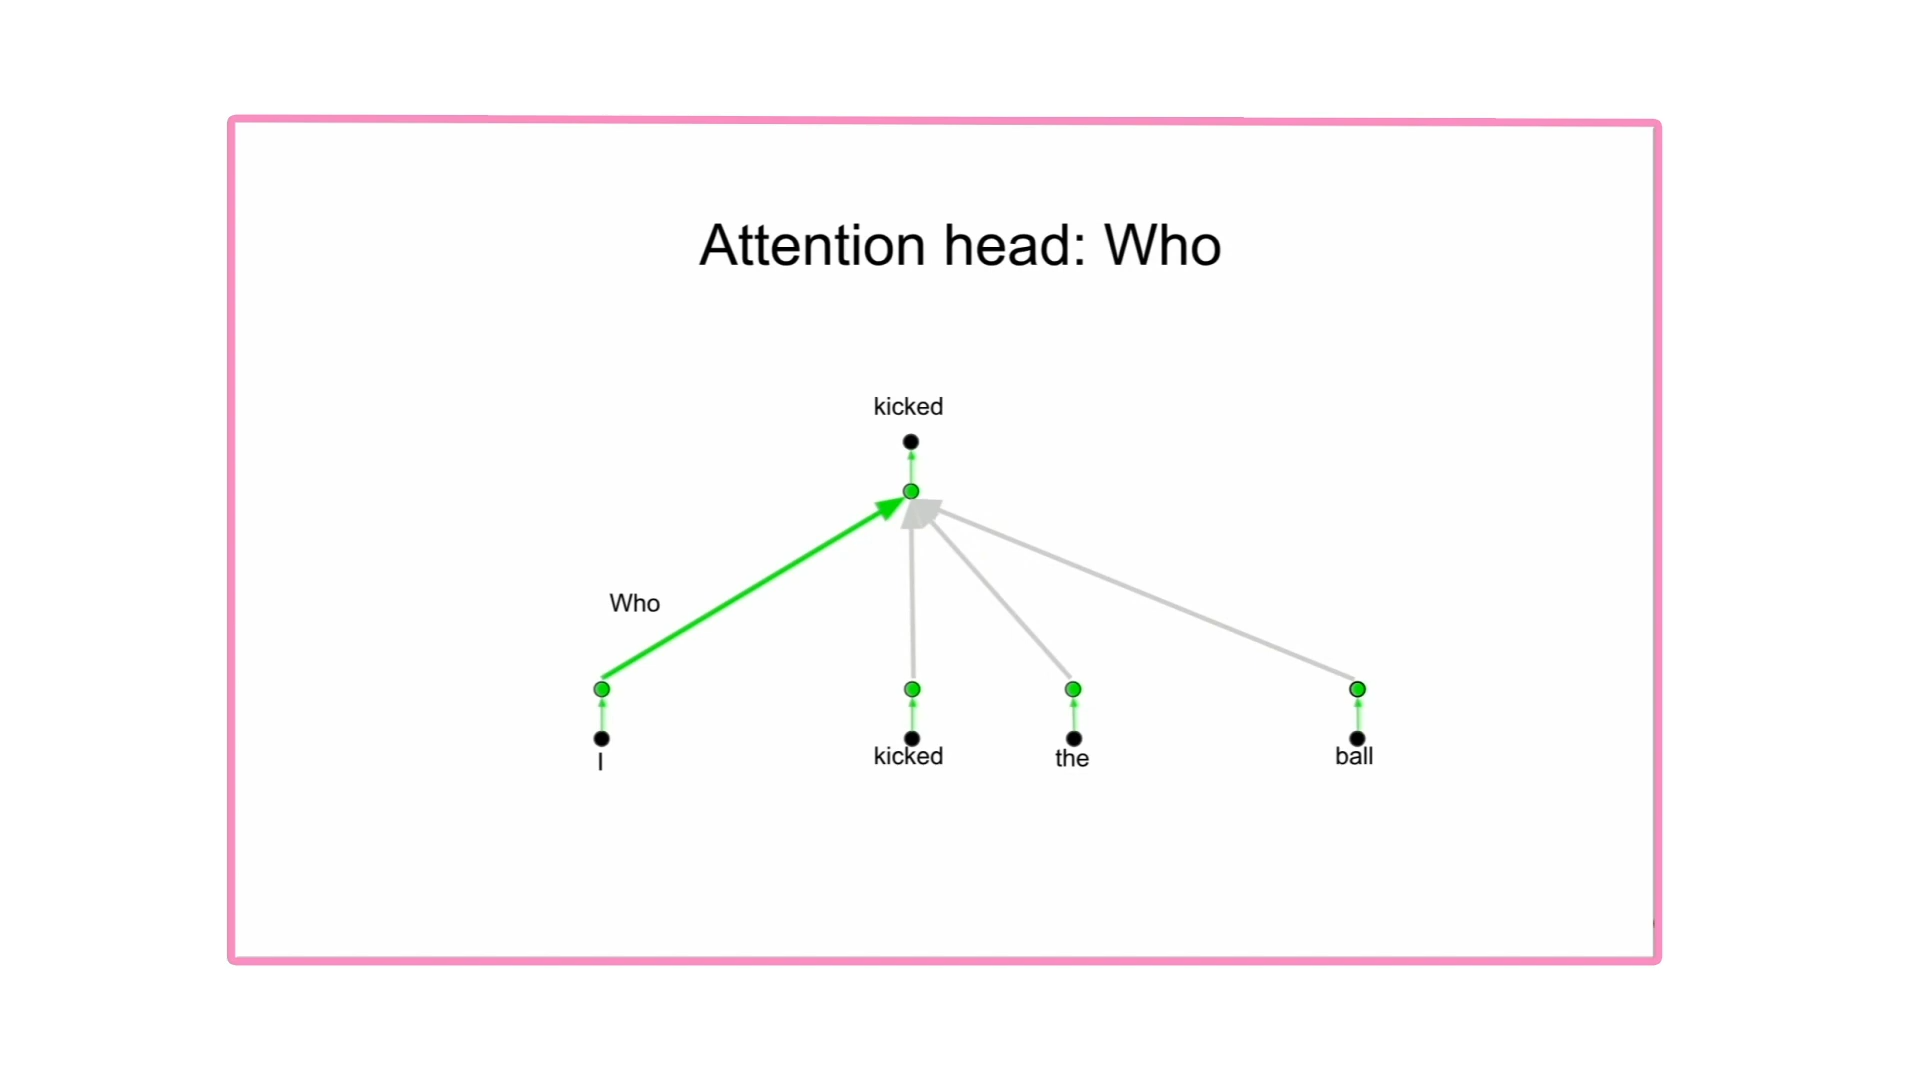 Attention head: Who
kicked
Who
I
kicked
the
ball